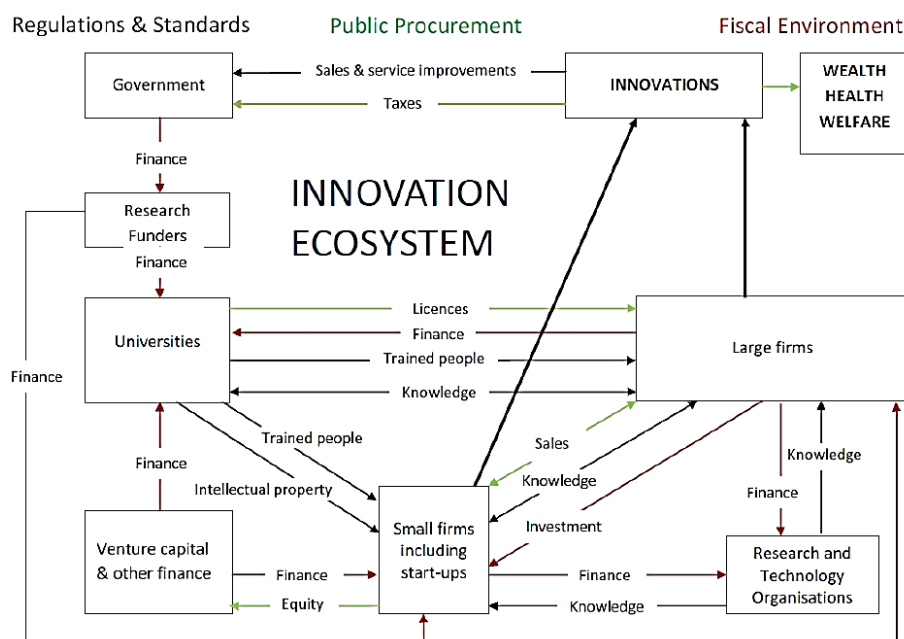 Regulations & Standards
Public Procurement
Fiscal Environment
Government
Sales & service improvements
INNOVATIONS
WEALTH
HEALTH
WELFARE
Taxes
Finance
INNOVATION
ECOSYSTEM
Research
Funders
Finance
Universities
Licences
Finance
Trained people
Knowledge
Large firms
Finance
Trained people
Sales
Knowledge
Finance
Knowledge
Intellectual property
Finance
Investment
Venture capital
& other finance
Small firms
including
start-ups
Research and
Technology
Organisations
Finance
Finance
Equity
Knowledge